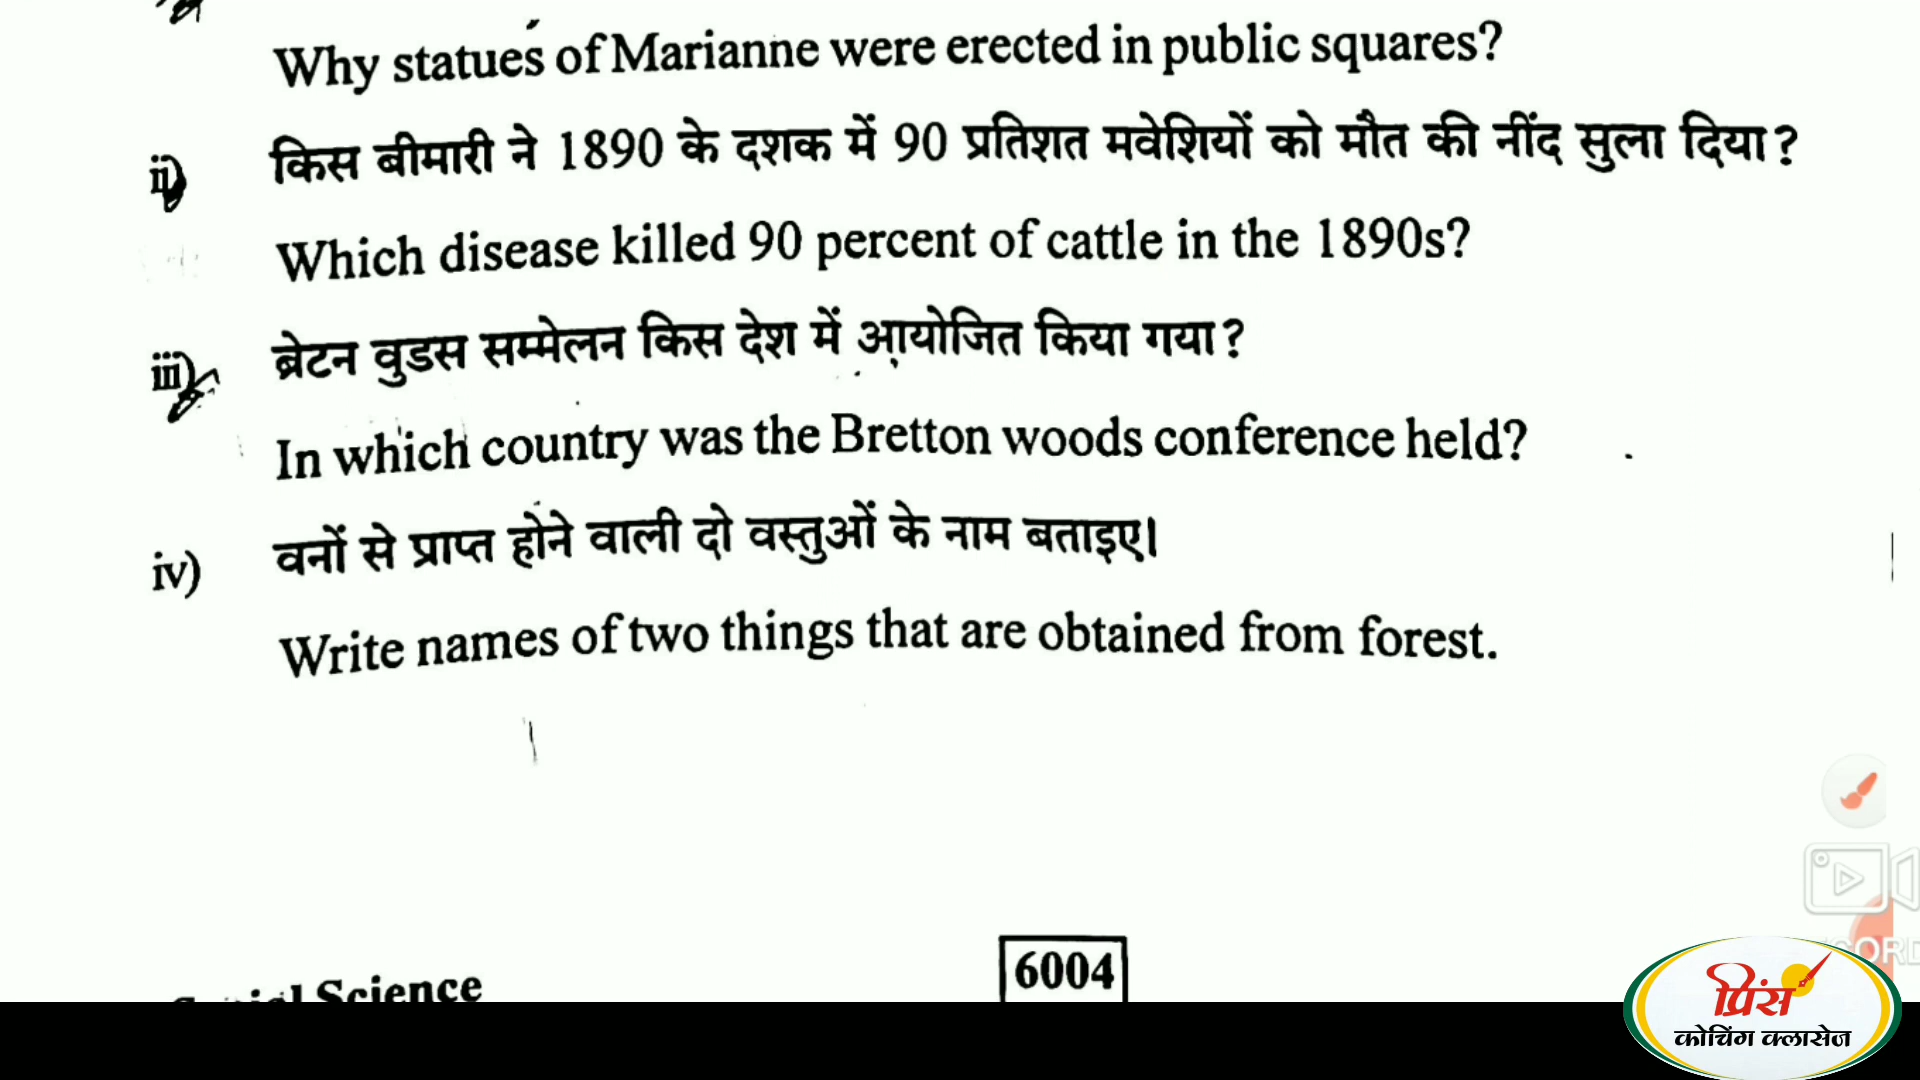 Why statues of Marianne were erected in public squares?
ii) किस बीमारी ने 1890 के दशक में 90 प्रतिशत मवेशियों को मौत की नींद सुला दिया?
Which disease killed 90 percent of cattle in the 1890s?
iii) ब्रेटन वुडस सम्मेलन किस देश में आयोजित किया गया?
In which country was the Bretton woods conference held?
iv) वनों से प्राप्त होने वाली दो वस्तुओं के नाम बताइए।
Write names of two things that are obtained from forest.
Social Science
6004
प्रिंस
कोचिंग क्लासेज